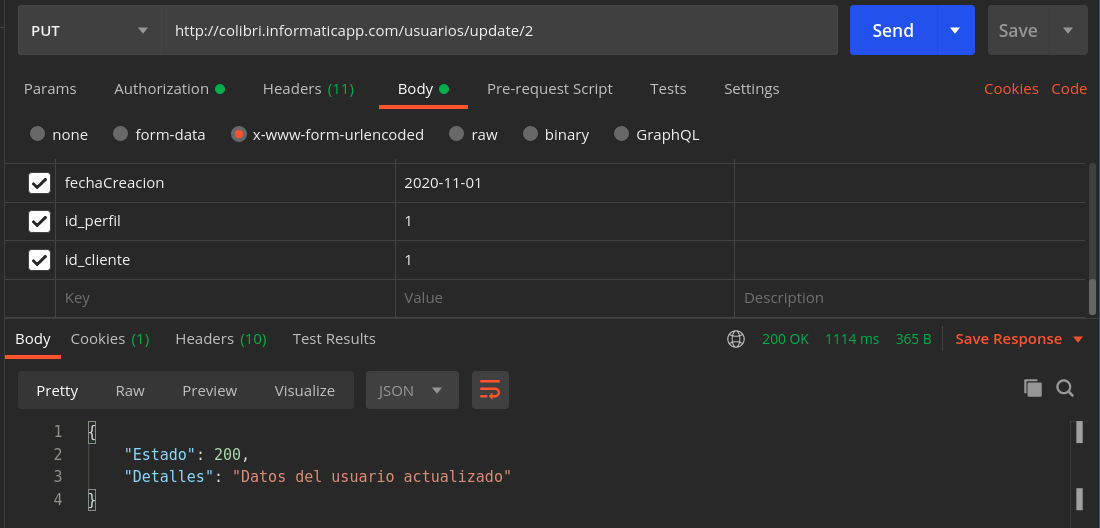 PUT http://colibri.informaticapp.com/usuarios/update/2 Send Save
Params Authorization Headers (11) Body Pre-request Script Tests Settings Cookies Code
none form-data x-www-form-urlencoded raw binary GraphQL
fechaCreacion 2020-11-01
id_perfil 1
id_cliente 1
Key Value Description
Body Cookies (1) Headers (10) Test Results 200 OK 1114 ms 365 B Save Response
Pretty Raw Preview Visualize JSON
1 {
2 "Estado": 200,
3 "Detalles": "Datos del usuario actualizado"
4 }